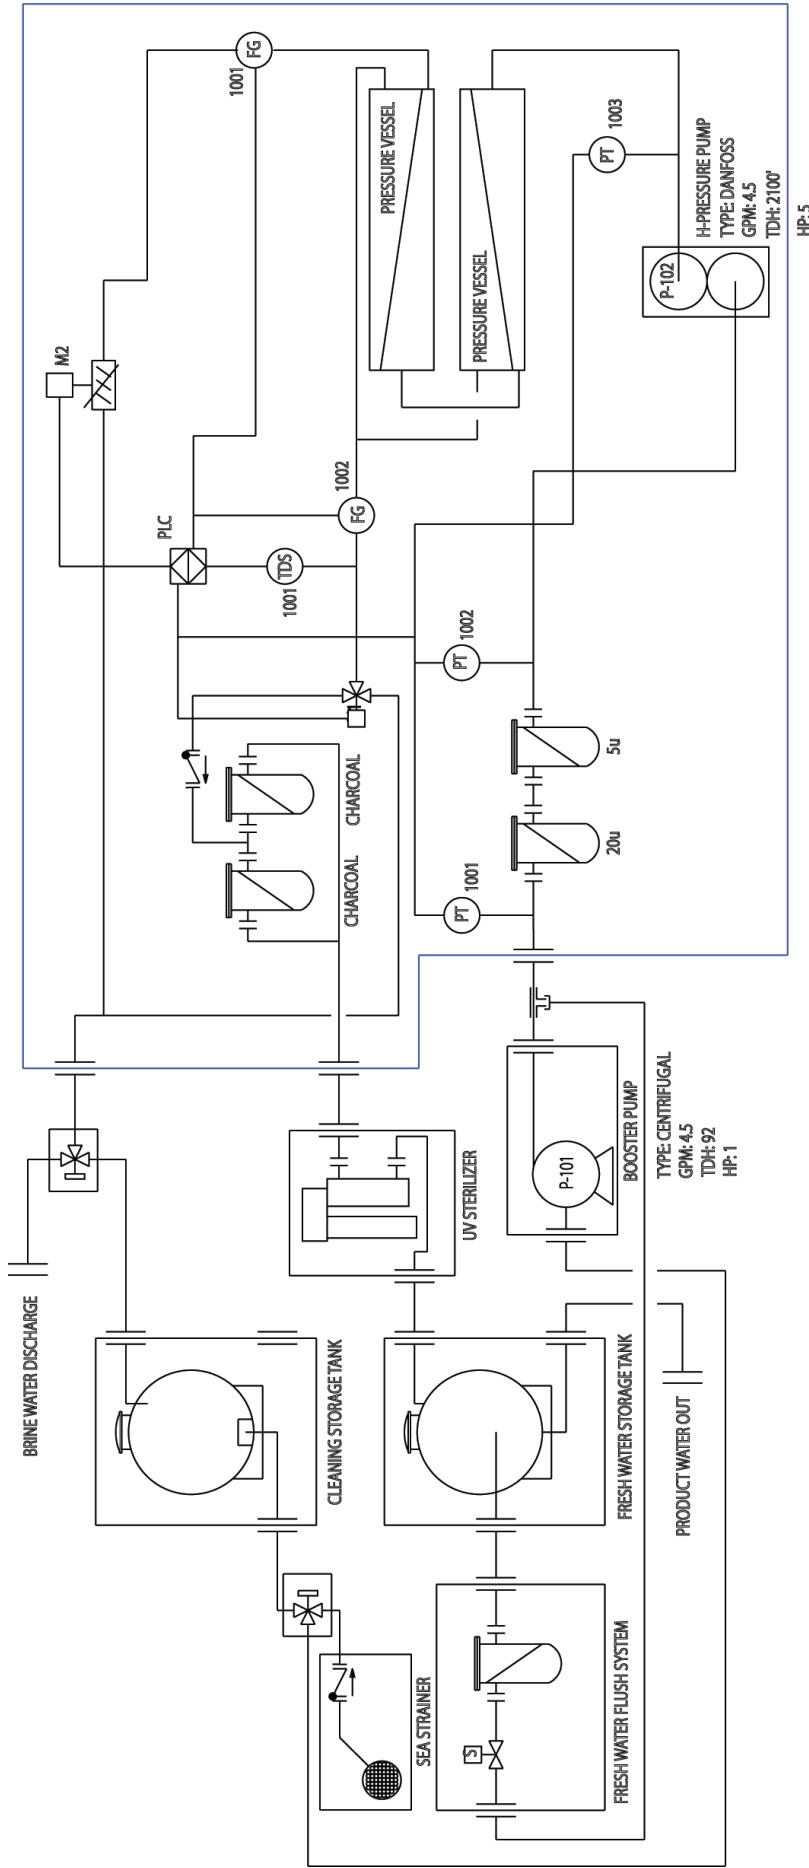 BRINE WATER DISCHARGE
M2
PLC
FG
1001
TDS
1001
CLEANING STORAGE TANK
CHARCOAL
CHARCOAL
FG
1002
PRESSURE VESSEL
SEA STRAINER
UV STERILIZER
PT
1001
PT
1002
PRESSURE VESSEL
S
P-101
20u
5u
PT
1003
FRESH WATER FLUSH SYSTEM
FRESH WATER STORAGE TANK
BOOSTER PUMP
TYPE: CENTRIFUGAL
GPM: 4.5
TDH: 92
HP: 1
PRODUCT WATER OUT
P-102
H-PRESSURE PUMP
TYPE: DANFOSS
GPM: 4.5
TDH: 2100'
HP: 5